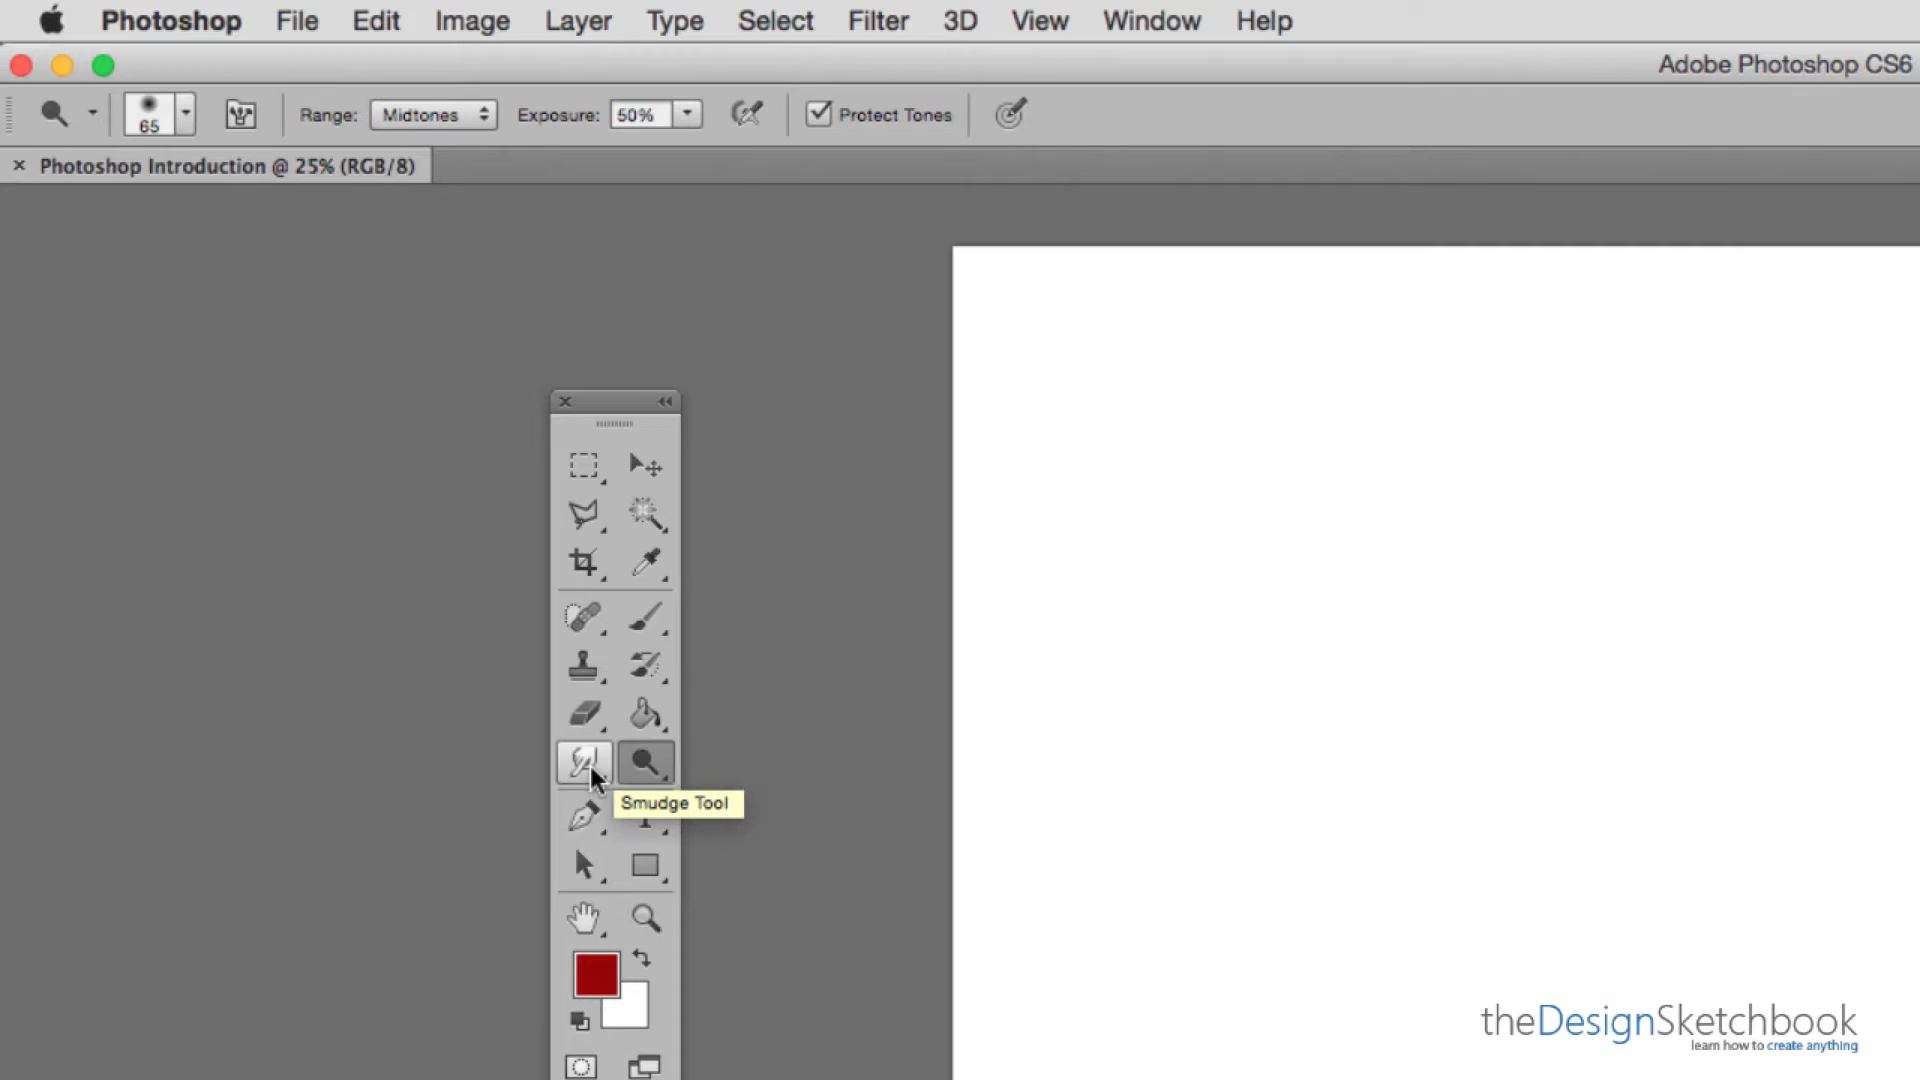 Photoshop File Edit Image Layer Type Select Filter 3D View Window Help
Adobe Photoshop CS6
65 Range: Midtones Exposure: 50% Protect Tones
Photoshop Introduction @ 25% (RGB/8)
Smudge Tool
theDesignSketchbook
learn how to create anything